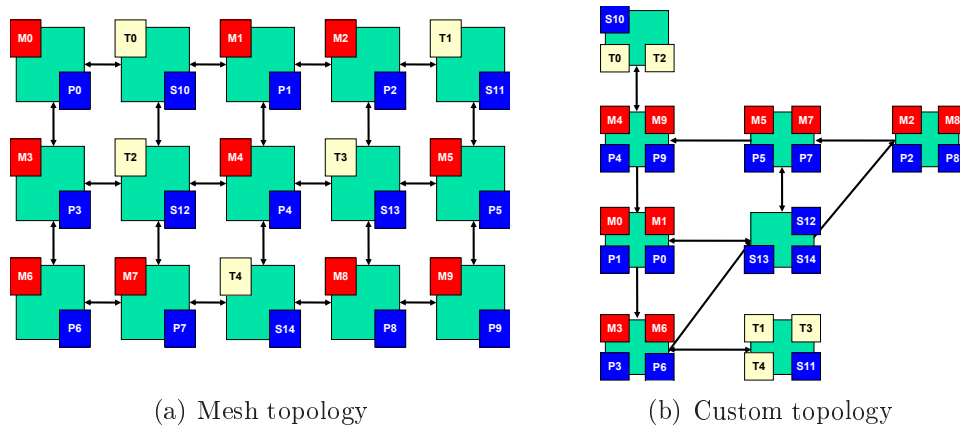 M0 T0 M1 M2 T1
P0 S10 P1 P2 S11
M3 T2 M4 T3 M5
P3 S12 P4 S13 P5
M6 M7 T4 M8 M9
P6 P7 S14 P8 P9
(a) Mesh topology
S10
T0 T2
M4 M9 M5 M7 M2 M8
P4 P9 P5 P7 P2 P8
M0 M1 S12
P1 P0 S13 S14
M3 M6 T1 T3
P3 P6 T4 S11
(b) Custom topology